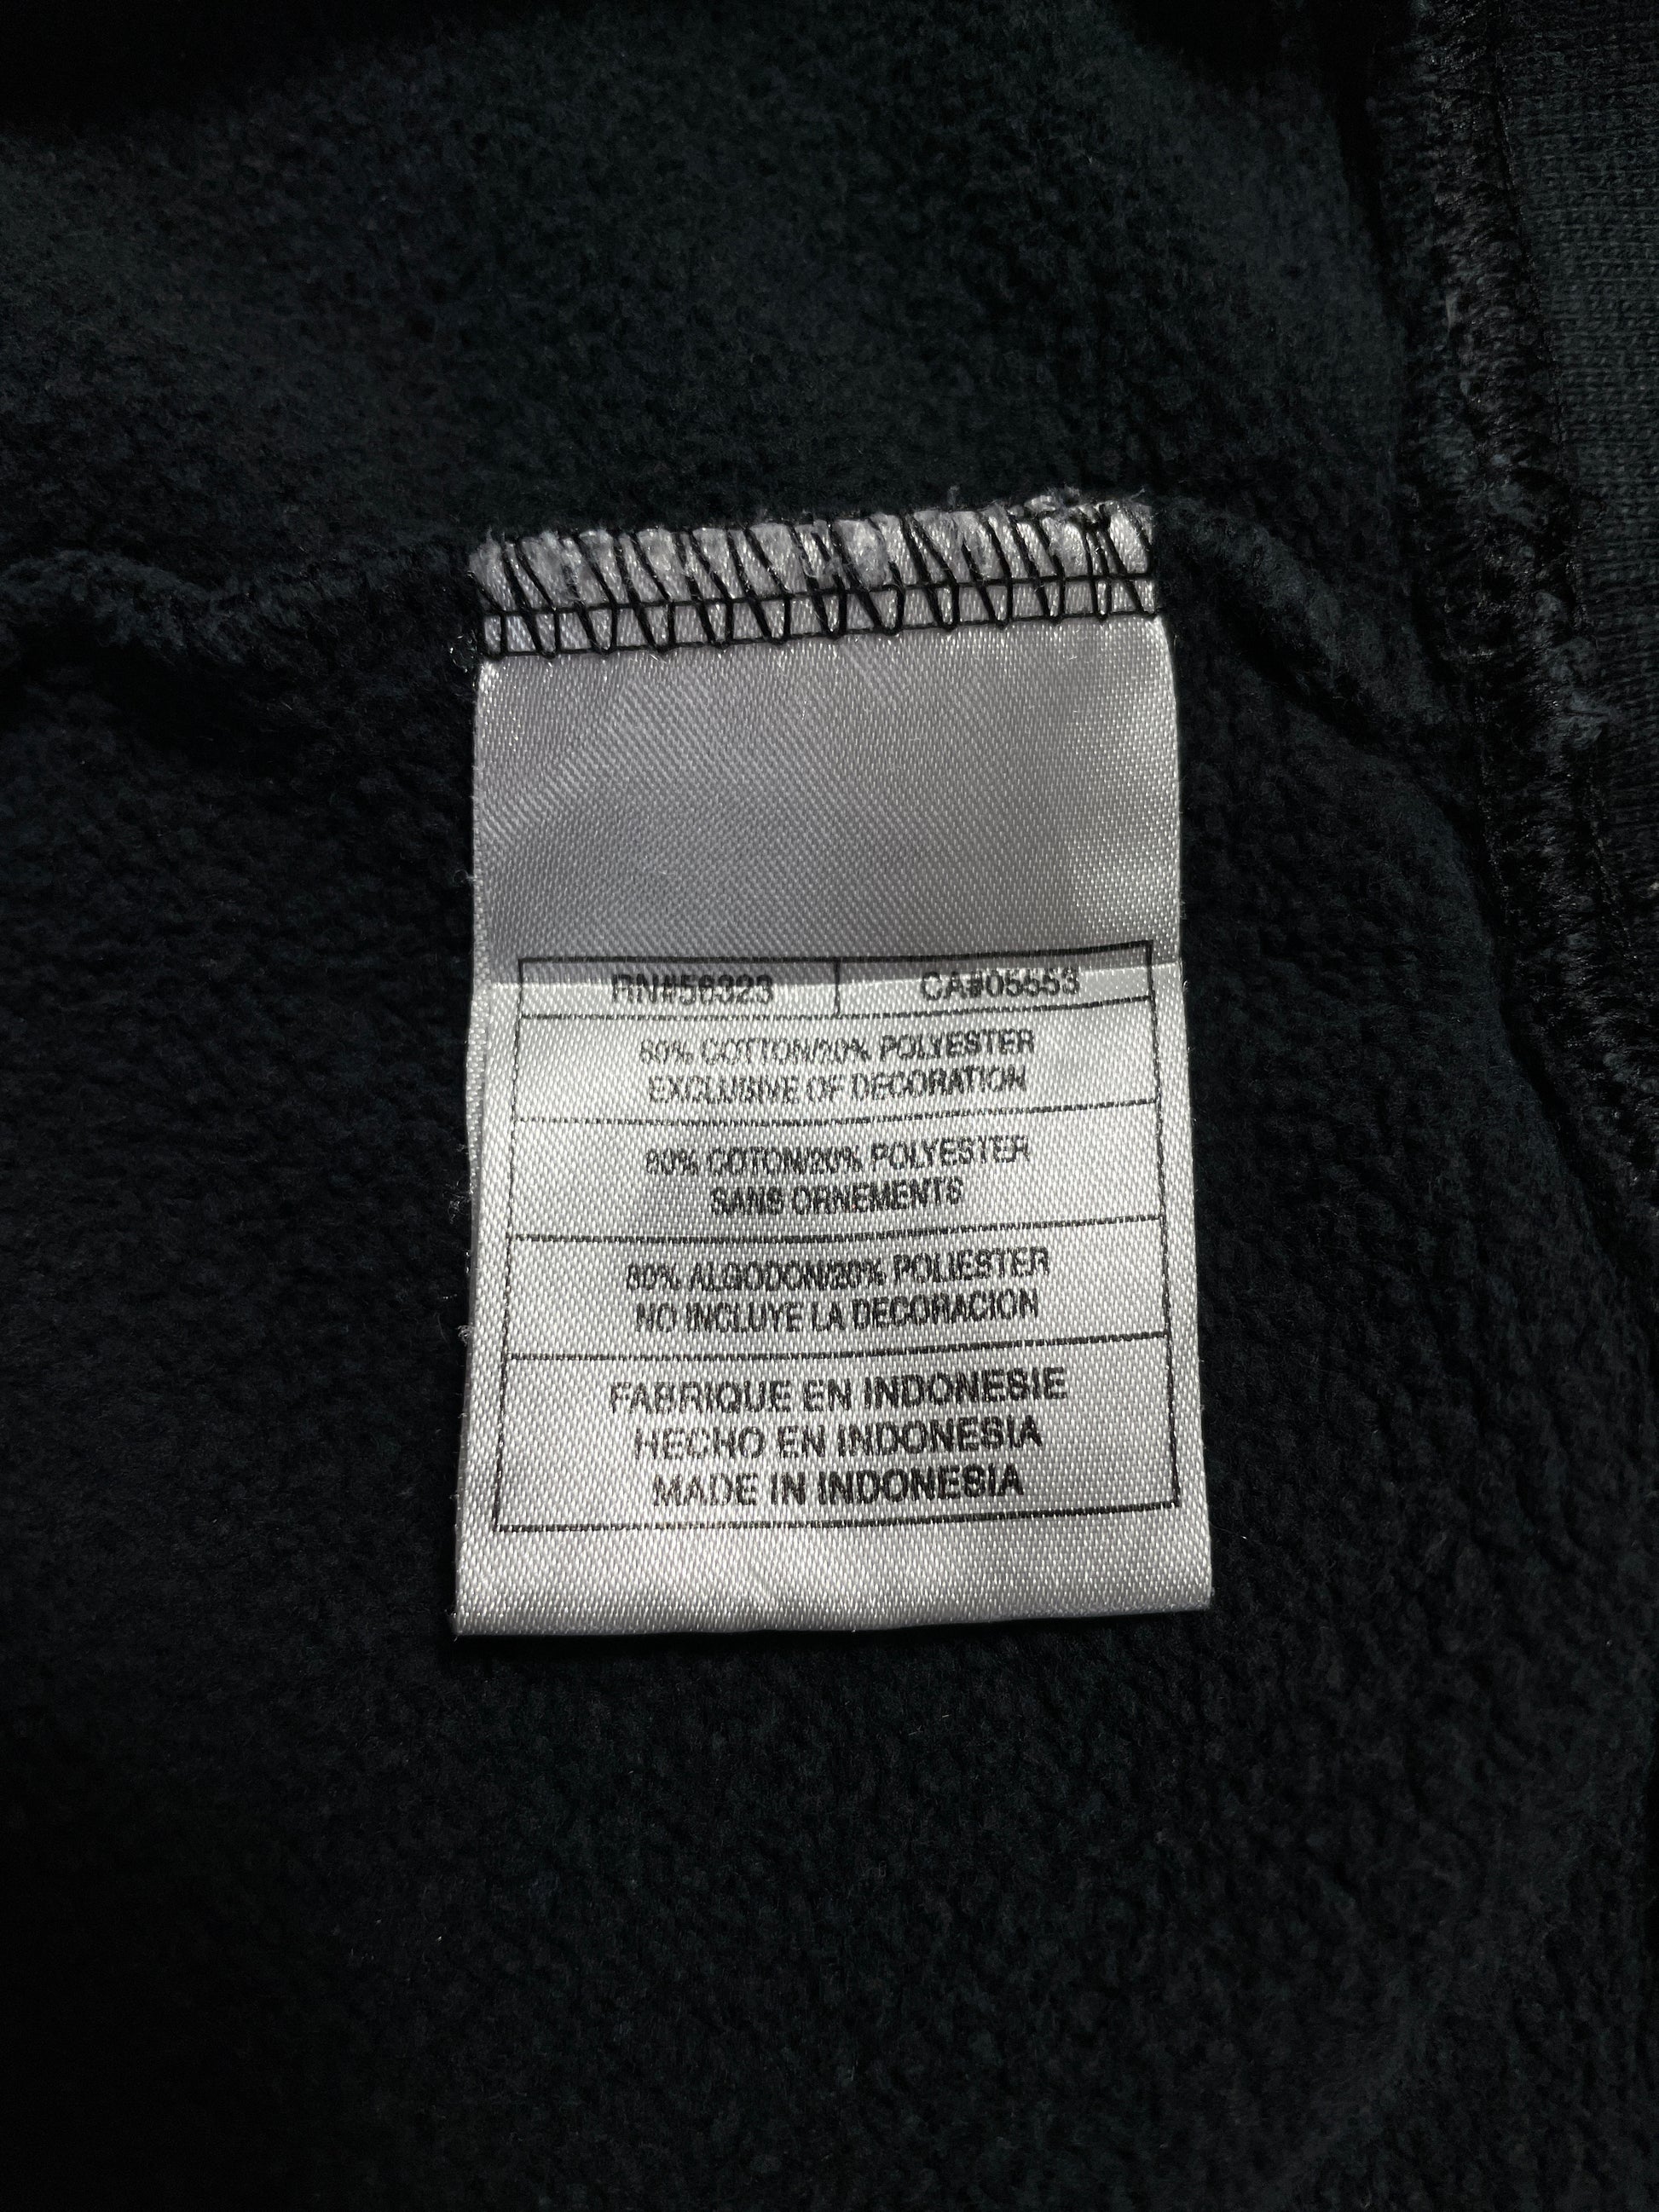 RN#56323 CA#05553
80% COTTON/20% POLYESTER
EXCLUSIVE OF DECORATION
80% COTON/20% POLYESTER
SANS ORNEMENTS
80% ALGODON/20% POLIESTER
NO INCLUYE LA DECORACION
FABRIQUE EN INDONESIE
HECHO EN INDONESIA
MADE IN INDONESIA